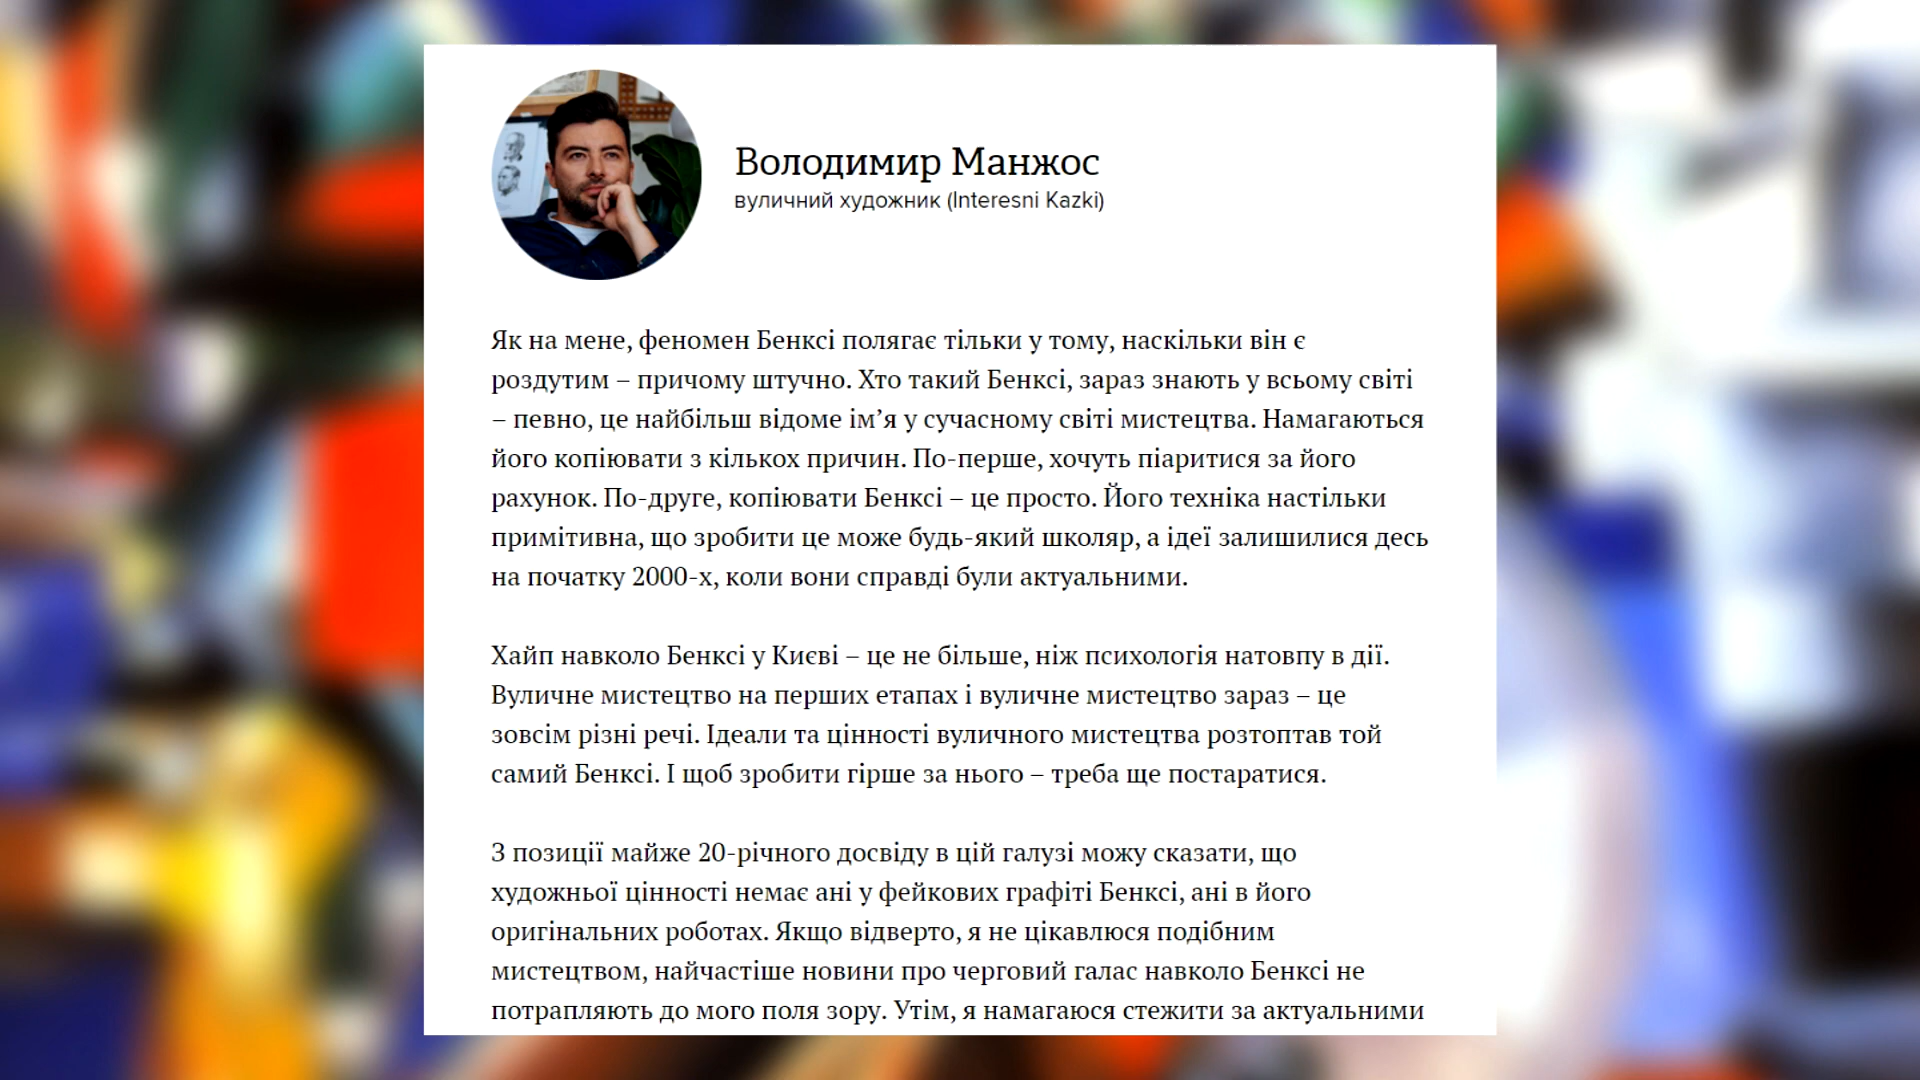 Володимир Манжос
вуличний художник (Interesni Kazki)
Як на мене, феномен Бенксі полягає тільки у тому, наскільки він є
роздутим – причому штучно. Хто такий Бенксі, зараз знають у всьому світі
– певно, це найбільш відоме ім’я у сучасному світі мистецтва. Намагаються
його копіювати з кількох причин. По-перше, хочуть піаритися за його
рахунок. По-друге, копіювати Бенксі – це просто. Його техніка настільки
примітивна, що зробити це може будь-який школяр, а ідеї залишилися десь
на початку 2000-х, коли вони справді були актуальними.
Хайп навколо Бенксі у Києві – це не більше, ніж психологія натовпу в дії.
Вуличне мистецтво на перших етапах і вуличне мистецтво зараз – це
зовсім різні речі. Ідеали та цінності вуличного мистецтва розтоптав той
самий Бенксі. І щоб зробити гірше за нього – треба ще постаратися.
З позиції майже 20-річного досвіду в цій галузі можу сказати, що
художньої цінності немає ані у фейкових графіті Бенксі, ані в його
оригінальних роботах. Якщо відверто, я не цікавлюся подібним
мистецтвом, найчастіше новини про черговий галас навколо Бенксі не
потрапляють до мого поля зору. Утім, я намагаюся стежити за актуальними